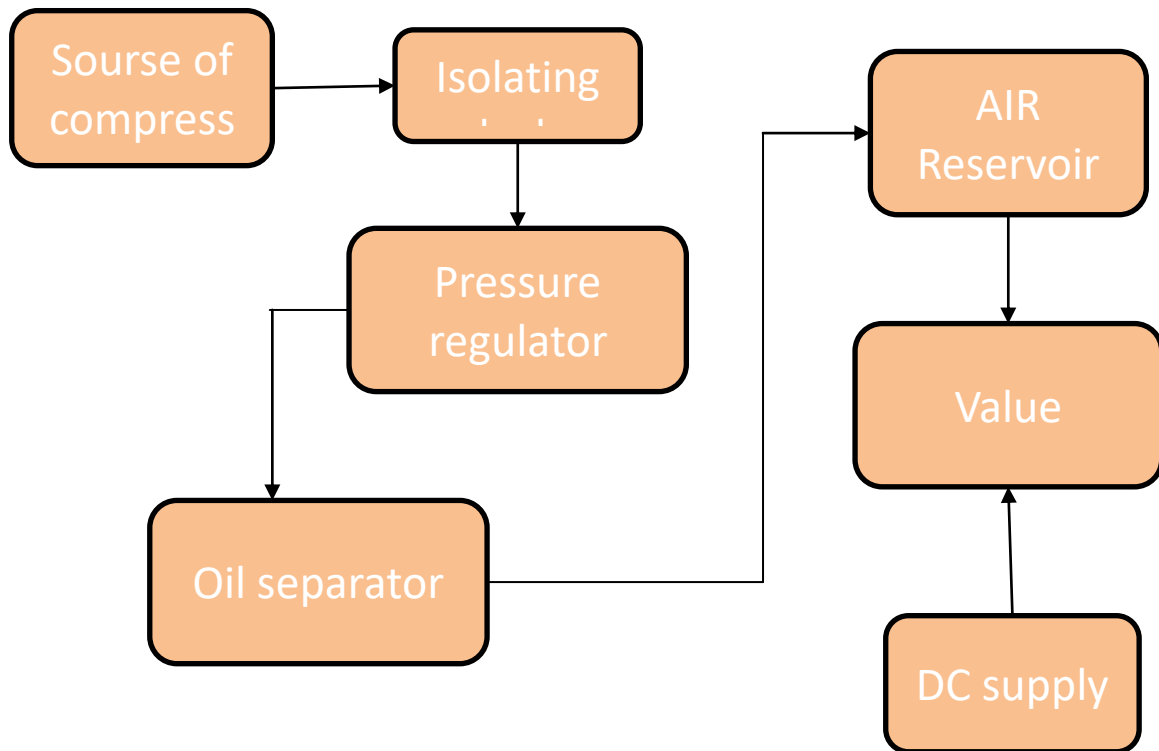 Sourse of
compress
Isolating
Pressure
regulator
Oil separator
AIR
Reservoir
Value
DC supply